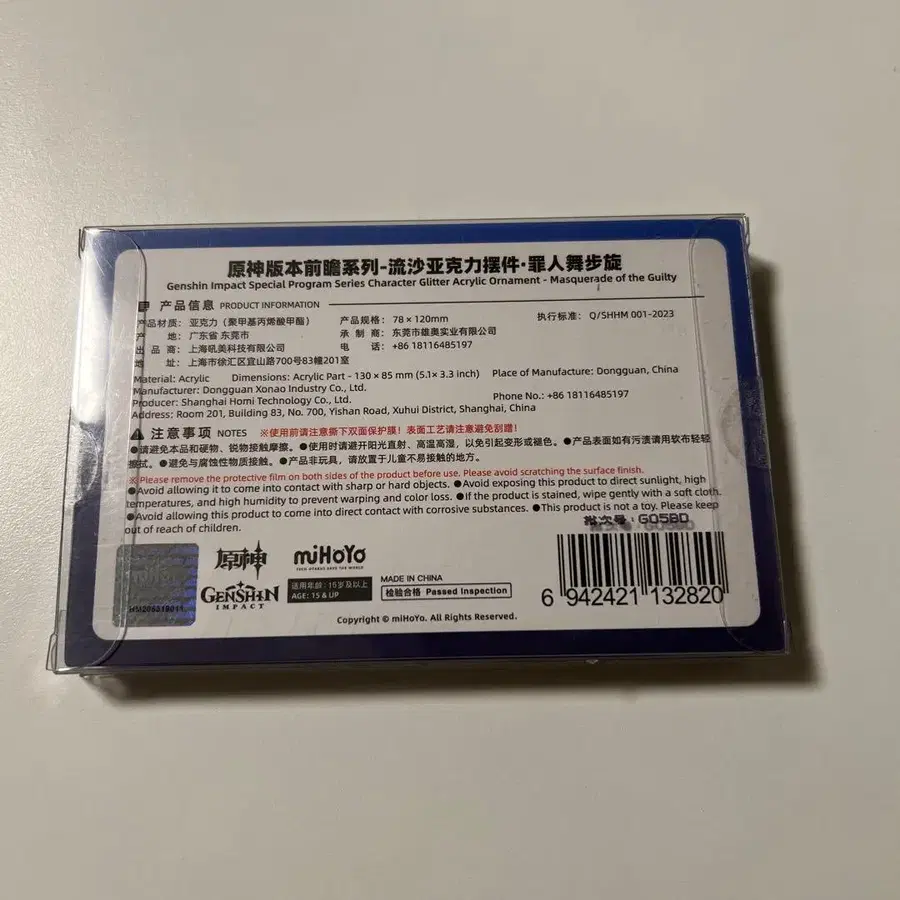 原神版本前瞻系列-流沙亚克力摆件·罪人舞步旋
Genshin Impact Special Program Series Character Glitter Acrylic Ornament - Masquerade of the Guilty
产品信息 PRODUCT INFORMATION
产品材质：亚克力（聚甲基丙烯酸甲酯） 产品规格：78×120mm 执行标准：Q/SHHM 001-2023
产 地：广东省 东莞市 承 制 商：东莞市雄奥实业有限公司
出 品 商：上海吼美科技有限公司 电 话：+86 18116485197
地 址：上海市徐汇区宜山路700号83幢201室
Material: Acrylic Dimensions: Acrylic Part - 130 × 85 mm (5.1× 3.3 inch) Place of Manufacture: Dongguan, China
Manufacturer: Dongguan Xonao Industry Co., Ltd.
Producer: Shanghai Homi Technology Co., Ltd. Phone No.: +86 18116485197
Address: Room 201, Building 83, No. 700, Yishan Road, Xuhui District, Shanghai, China
注意事项 NOTES ※使用前请注意撕下双面保护膜！表面工艺请注意避免刮蹭！
●请避免本品和硬物、锐物接触摩擦。●使用时请避开阳光直射、高温高湿，以免引起变形或褪色。●产品表面如有污渍请用软布轻轻
擦拭。●避免与腐蚀性物质接触。●产品非玩具，请放置于儿童不易接触的地方。
※ Please remove the protective film on both sides of the product before use. Please avoid scratching the surface finish.
●Avoid allowing it to come into contact with sharp or hard objects. ●Avoid exposing this product to direct sunlight, high
temperatures, and high humidity to prevent warping and color loss. ●If the product is stained, wipe gently with a soft cloth.
●Avoid allowing this product to come into direct contact with corrosive substances. ●This product is not a toy. Please keep
out of reach of children.
批次号：GQ5BD
miHoYo
原神
GENSHIN
IMPACT
miHoYo
TECH OTAKUS SAVE THE WORLD
适用年龄：15岁及以上
AGE: 15 & UP
MADE IN CHINA
检验合格 Passed Inspection
6 942421 132820
Copyright © miHoYo. All Rights Reserved.